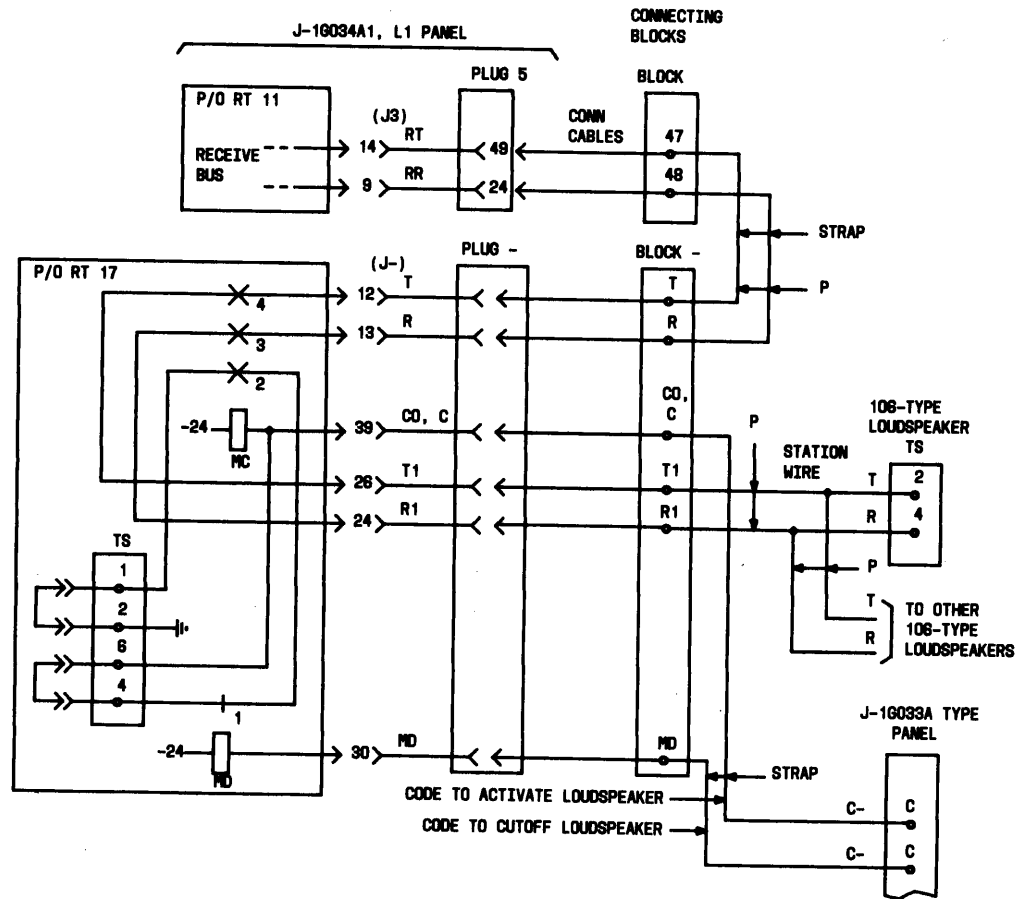 J-1G034A1, L1 PANEL
CONNECTING
BLOCKS
PLUG 5
BLOCK
P/O RT 11
(J3)
CONN
CABLES
RECEIVE
BUS
14 RT 49 47
9 RR 24 48
STRAP
P/O RT 17
(J-)
PLUG -
BLOCK -
P
4 12 T T
3 13 R R
2
-24 MC 39 CO, C CO,
C
P
STATION
WIRE
106-TYPE
LOUDSPEAKER
TS
26 T1 T1 T 2
24 R1 R1 R 4
P
T
R
TO OTHER
106-TYPE
LOUDSPEAKERS
TS
1
2
6
4
1
J-1G033A TYPE
PANEL
-24 MD 30 MD MD
STRAP
CODE TO ACTIVATE LOUDSPEAKER
C- C
CODE TO CUTOFF LOUDSPEAKER
C- C